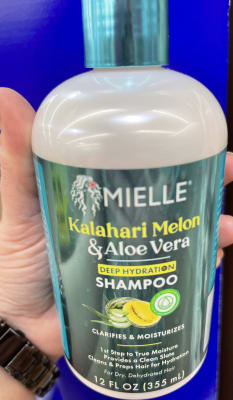 MIELLE®
Kalahari Melon
& Aloe Vera
DEEP HYDRATION
SHAMPOO
CLARIFIES & MOISTURIZES
1st Step to True Moisture
Provides a Clean Slate
Cleans & Preps Hair for Hydration
For Dry, Dehydrated Hair
12 FL OZ (355 mL)